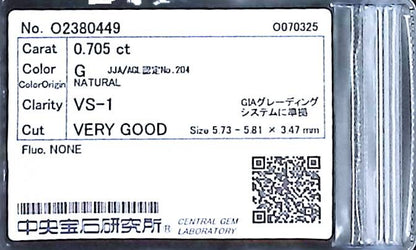 No. O2380449 O070325
Carat 0.705 ct
Color G JJA/AGL認定No.204
ColorOrigin NATURAL
Clarity VS-1 GIAグレーディング
システムに準拠
Cut VERY GOOD Size 5.73 - 5.81 × 3.47 mm
Fluo. NONE
中央宝石研究所® CENTRAL GEM
LABORATORY